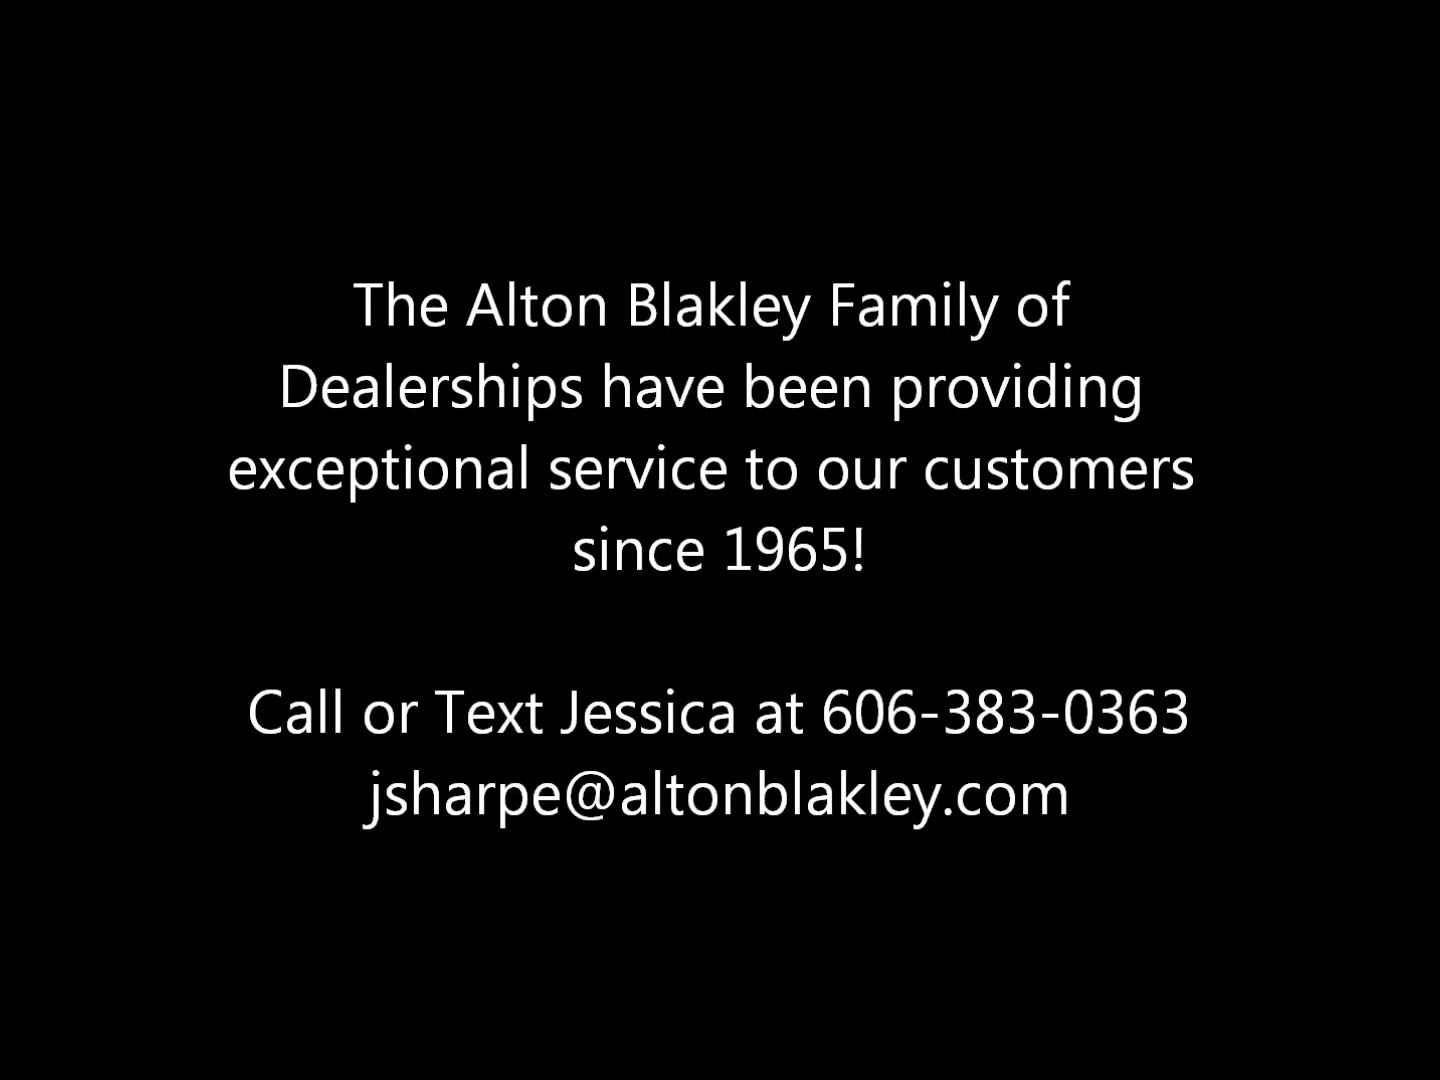 The Alton Blakley Family of
Dealerships have been providing
exceptional service to our customers
since 1965!
Call or Text Jessica at 606-383-0363
jsharpe@altonblakley.com